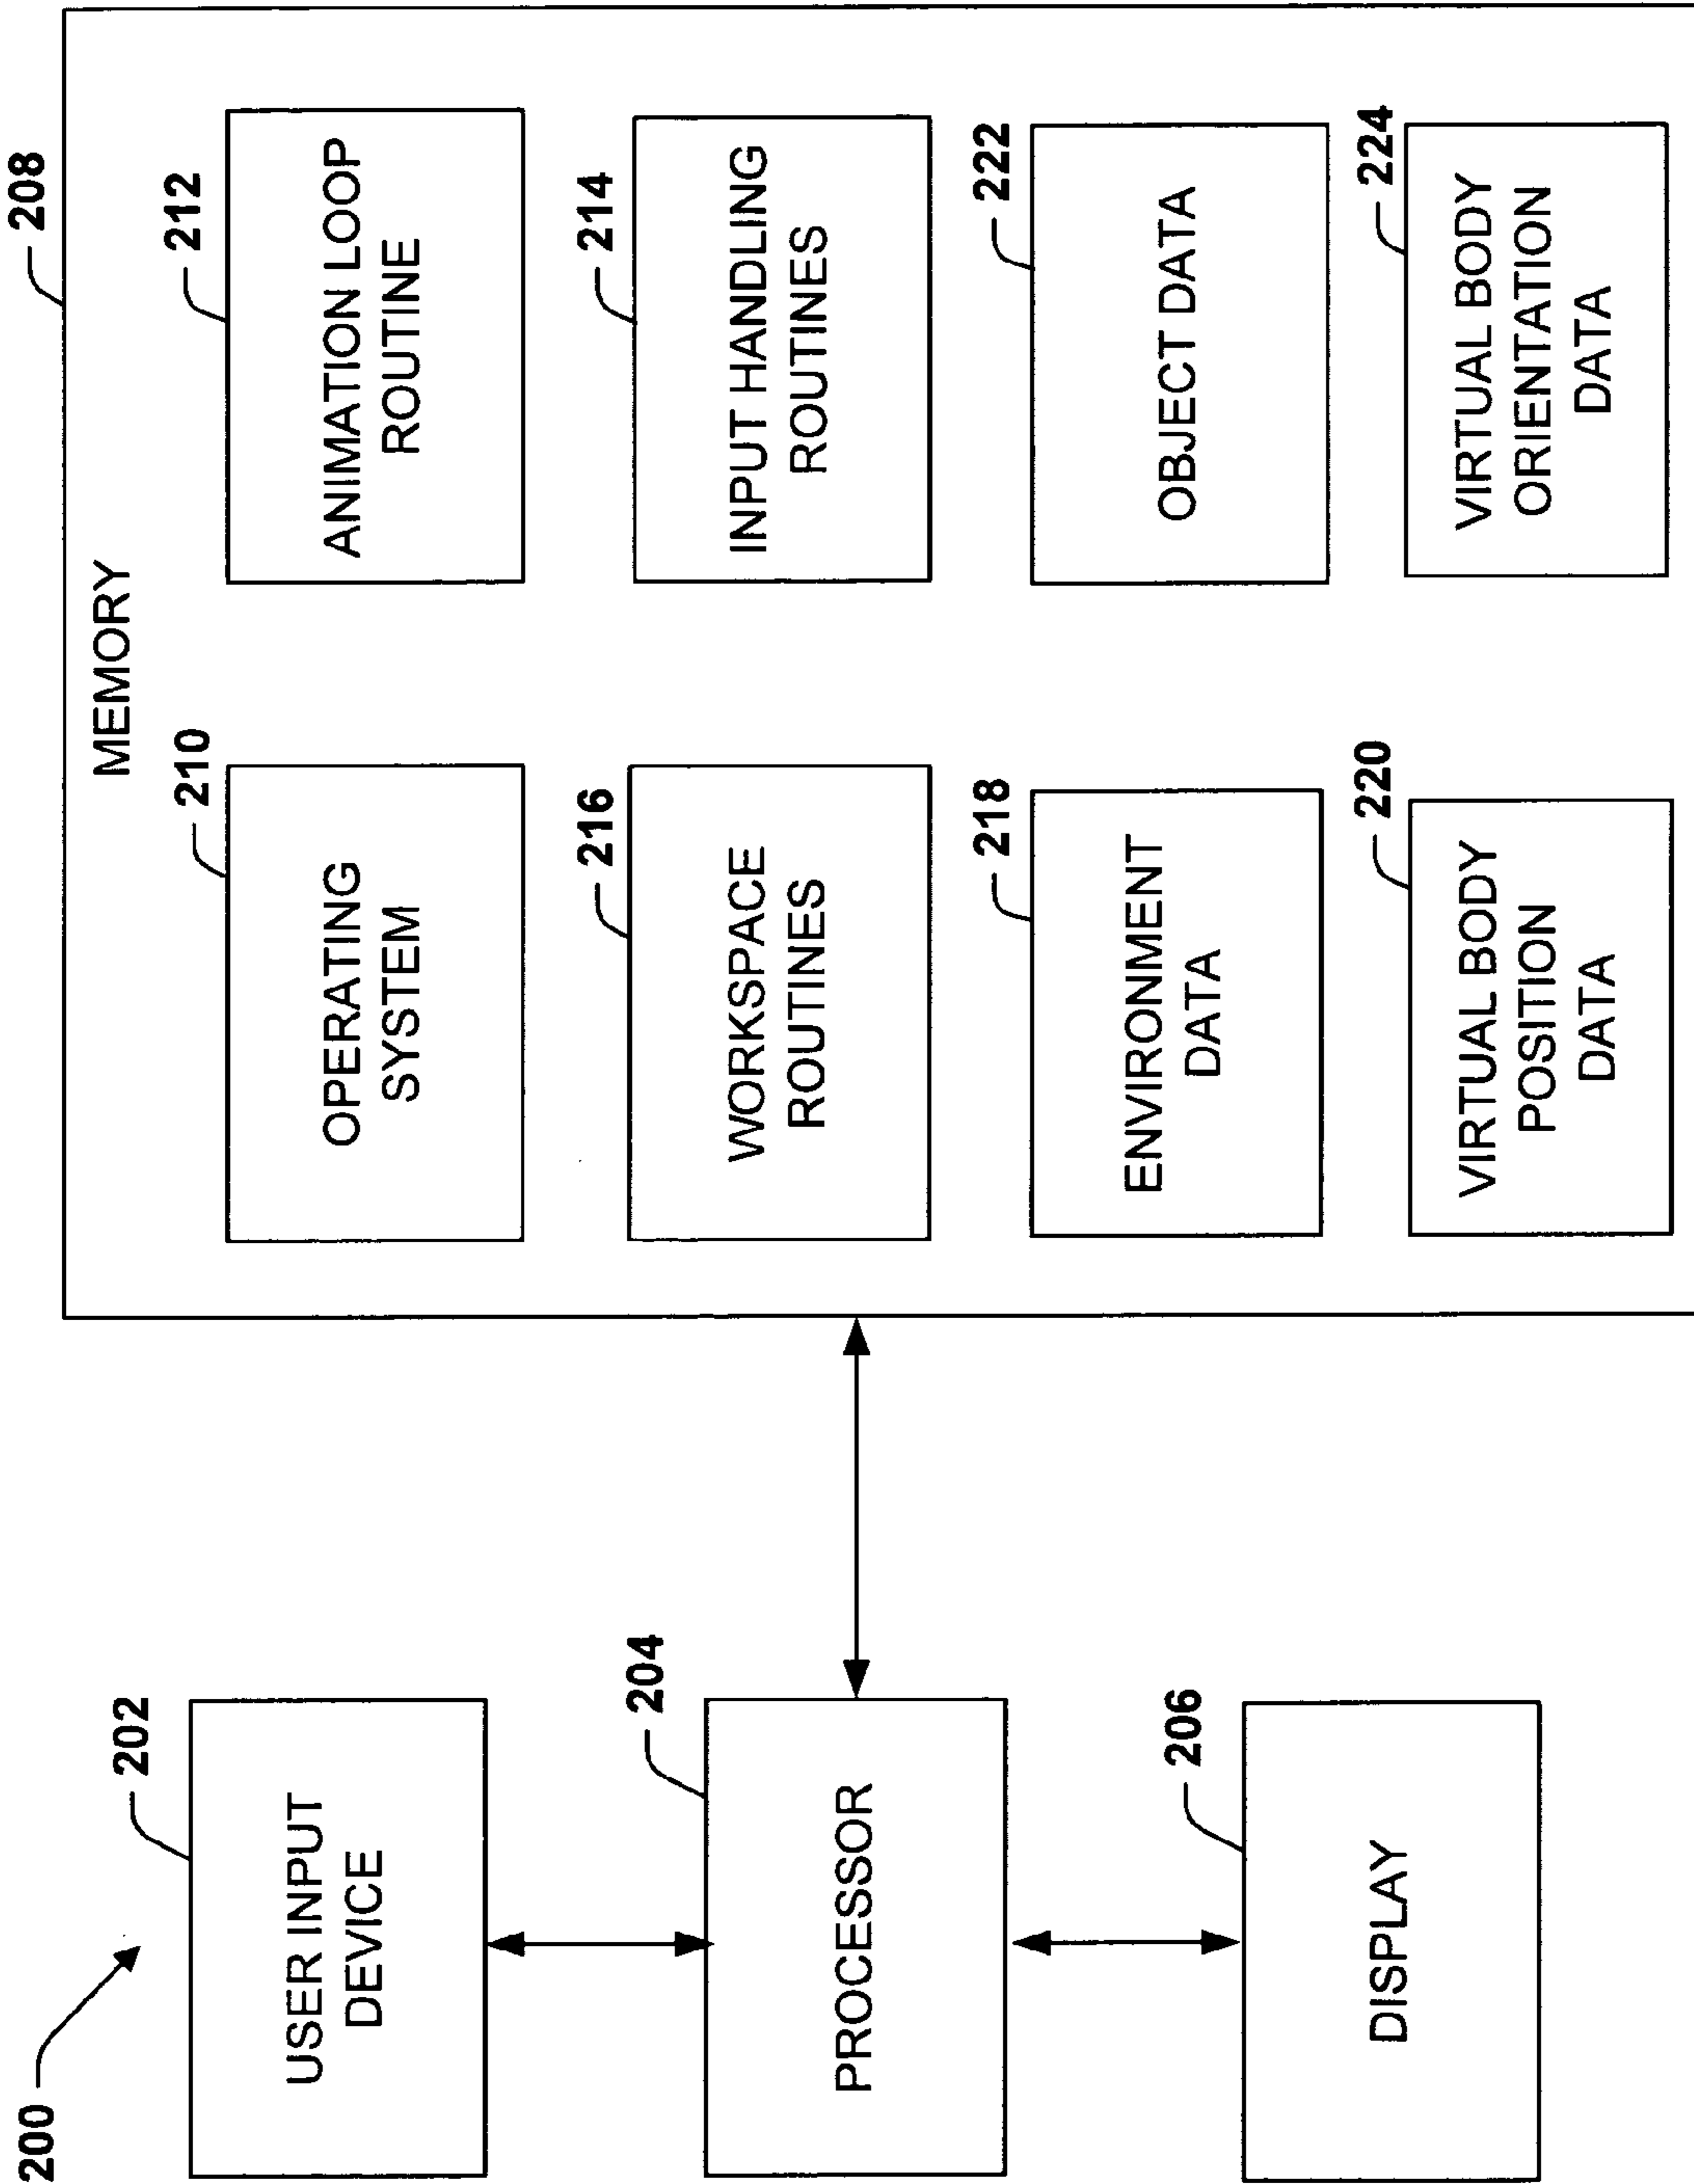 200
202
USER INPUT
DEVICE
204
PROCESSOR
206
DISPLAY
208
MEMORY
210
OPERATING
SYSTEM
212
ANIMATION LOOP
ROUTINE
216
WORKSPACE
ROUTINES
214
INPUT HANDLING
ROUTINES
218
ENVIRONMENT
DATA
222
OBJECT DATA
220
VIRTUAL BODY
POSITION
DATA
224
VIRTUAL BODY
ORIENTATION
DATA